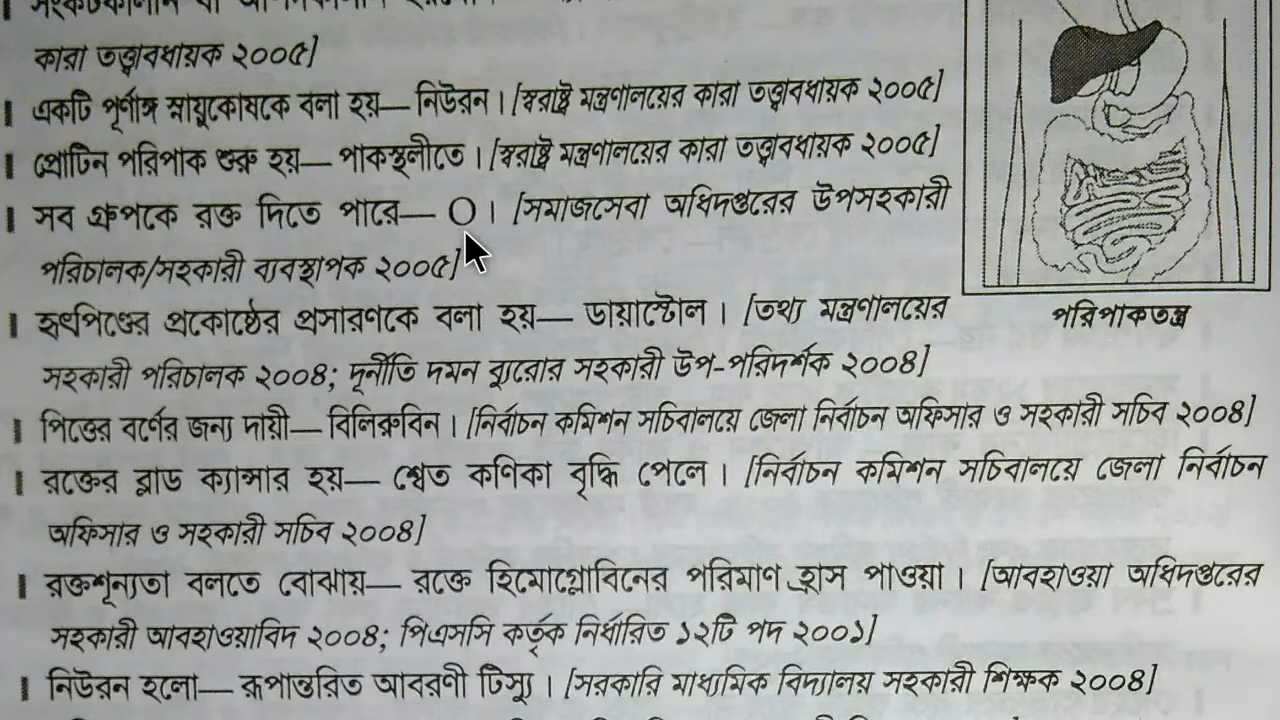 কারা তত্ত্বাবধায়ক ২০০৫]
একটি পূর্ণাঙ্গ স্নায়ুকোষকে বলা হয়— নিউরন। [স্বরাষ্ট্র মন্ত্রণালয়ের কারা তত্ত্বাবধায়ক ২০০৫]
প্রোটিন পরিপাক শুরু হয়— পাকস্থলীতে। [স্বরাষ্ট্র মন্ত্রণালয়ের কারা তত্ত্বাবধায়ক ২০০৫]
সব গ্রুপকে রক্ত দিতে পারে— O। [সমাজসেবা অধিদপ্তরের উপসহকারী
পরিচালক/সহকারী ব্যবস্থাপক ২০০৫]
হৃৎপিণ্ডের প্রকোষ্ঠের প্রসারণকে বলা হয়— ডায়াস্টোল। [তথ্য মন্ত্রণালয়ের
পরিপাকতন্ত্র
সহকারী পরিচালক ২০০৪; দুর্নীতি দমন ব্যুরোর সহকারী উপ-পরিদর্শক ২০০৪]
পিত্তের বর্ণের জন্য দায়ী— বিলিরুবিন। [নির্বাচন কমিশন সচিবালয়ে জেলা নির্বাচন অফিসার ও সহকারী সচিব ২০০৪]
রক্তের ব্লাড ক্যান্সার হয়— শ্বেত কণিকা বৃদ্ধি পেলে। [নির্বাচন কমিশন সচিবালয়ে জেলা নির্বাচন
অফিসার ও সহকারী সচিব ২০০৪]
রক্তশূন্যতা বলতে বোঝায়— রক্তে হিমোগ্লোবিনের পরিমাণ হ্রাস পাওয়া। [আবহাওয়া অধিদপ্তরের
সহকারী আবহাওয়াবিদ ২০০৪; পিএসসি কর্তৃক নির্ধারিত ১২টি পদ ২০০১]
নিউরন হলো— রূপান্তরিত আবরণী টিস্যু। [সরকারি মাধ্যমিক বিদ্যালয় সহকারী শিক্ষক ২০০৪]